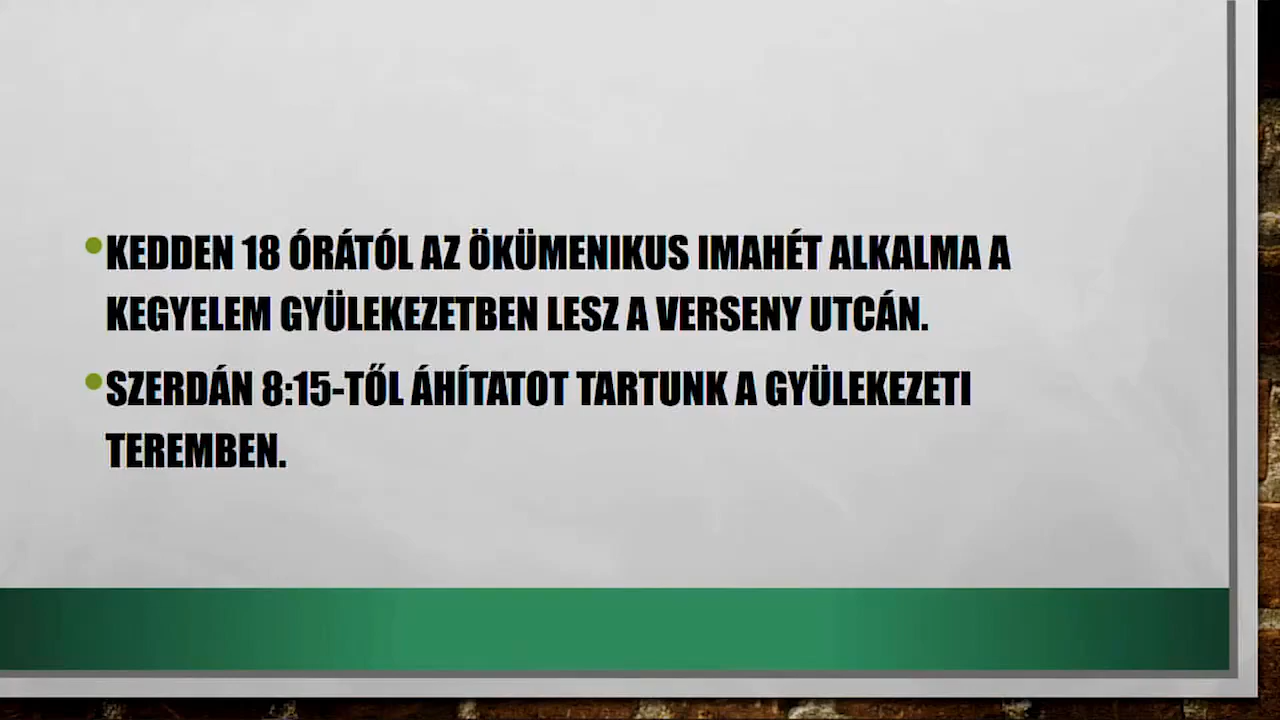 •KEDDEN 18 ÓRÁTÓL AZ ÖKÜMENIKUS IMAHÉT ALKALMA A
KEGYELEM GYÜLEKEZETBEN LESZ A VERSENY UTCÁN.
•SZERDÁN 8:15-TŐL ÁHÍTATOT TARTUNK A GYÜLEKEZETI
TEREMBEN.